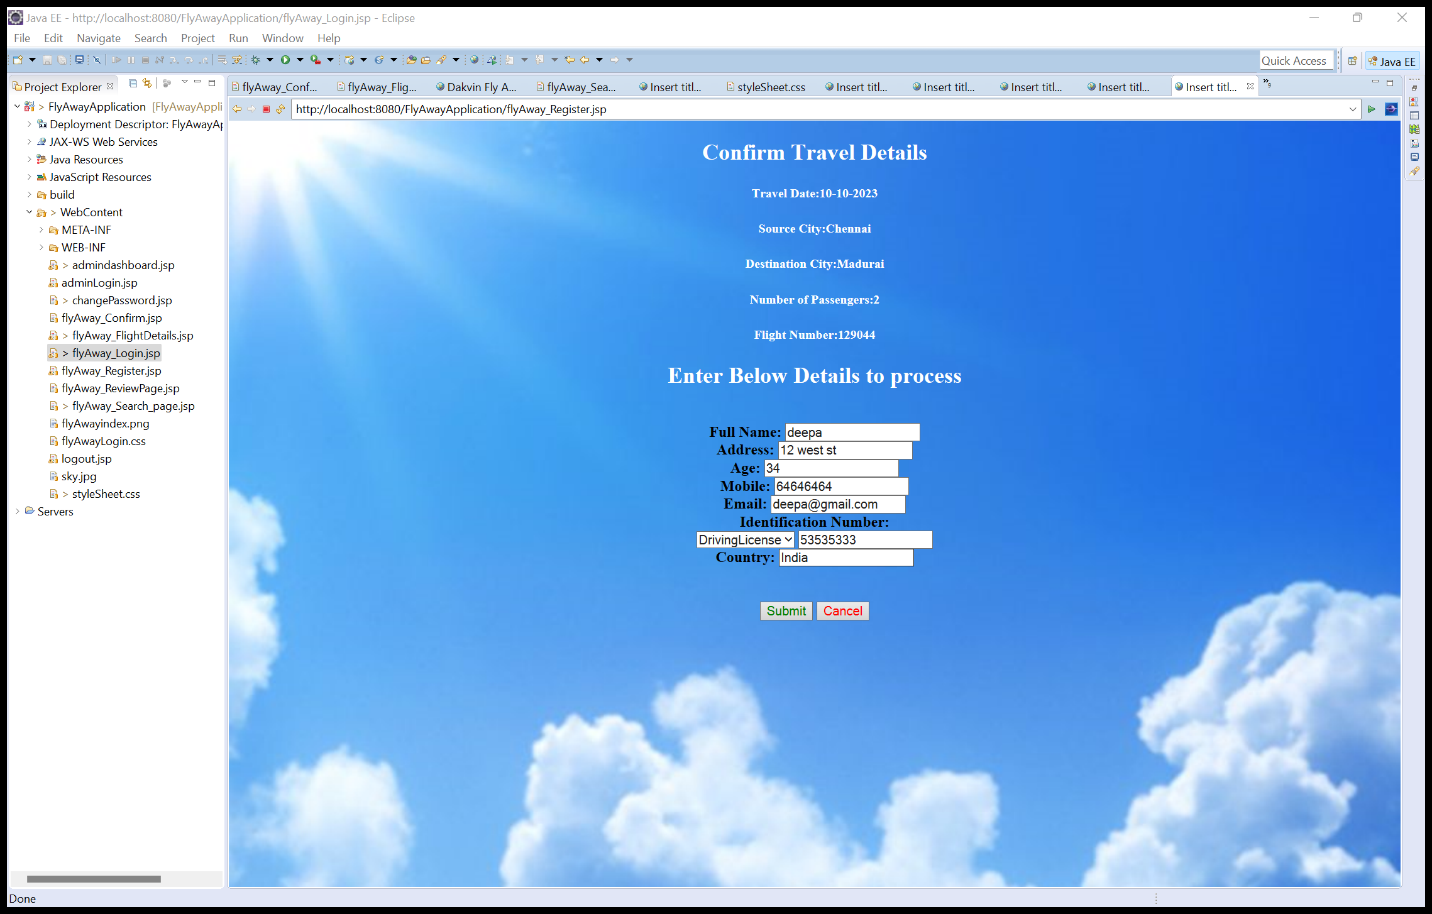 Java EE - http://localhost:8080/FlyAwayApplication/flyAway_Login.jsp - Eclipse
File Edit Navigate Search Project Run Window Help
Quick Access
Java EE
Project Explorer
flyAway_Conf...
flyAway_Flig...
Dakvin Fly A...
flyAway_Sea...
Insert titl...
styleSheet.css
Insert titl...
Insert titl...
Insert titl...
Insert titl...
Insert titl...
http://localhost:8080/FlyAwayApplication/flyAway_Register.jsp
> FlyAwayApplication [FlyAwayAppli
Deployment Descriptor: FlyAwayAp
JAX-WS Web Services
Java Resources
JavaScript Resources
build
> WebContent
META-INF
WEB-INF
> admindashboard.jsp
adminLogin.jsp
> changePassword.jsp
flyAway_Confirm.jsp
> flyAway_FlightDetails.jsp
> flyAway_Login.jsp
flyAway_Register.jsp
flyAway_ReviewPage.jsp
> flyAway_Search_page.jsp
flyAwayindex.png
flyAwayLogin.css
logout.jsp
sky.jpg
> styleSheet.css
Servers
Confirm Travel Details
Travel Date:10-10-2023
Source City:Chennai
Destination City:Madurai
Number of Passengers:2
Flight Number:129044
Enter Below Details to process
Full Name: deepa
Address: 12 west st
Age: 34
Mobile: 64646464
Email: deepa@gmail.com
Identification Number:
DrivingLicense 53535333
Country: India
Submit Cancel
Done